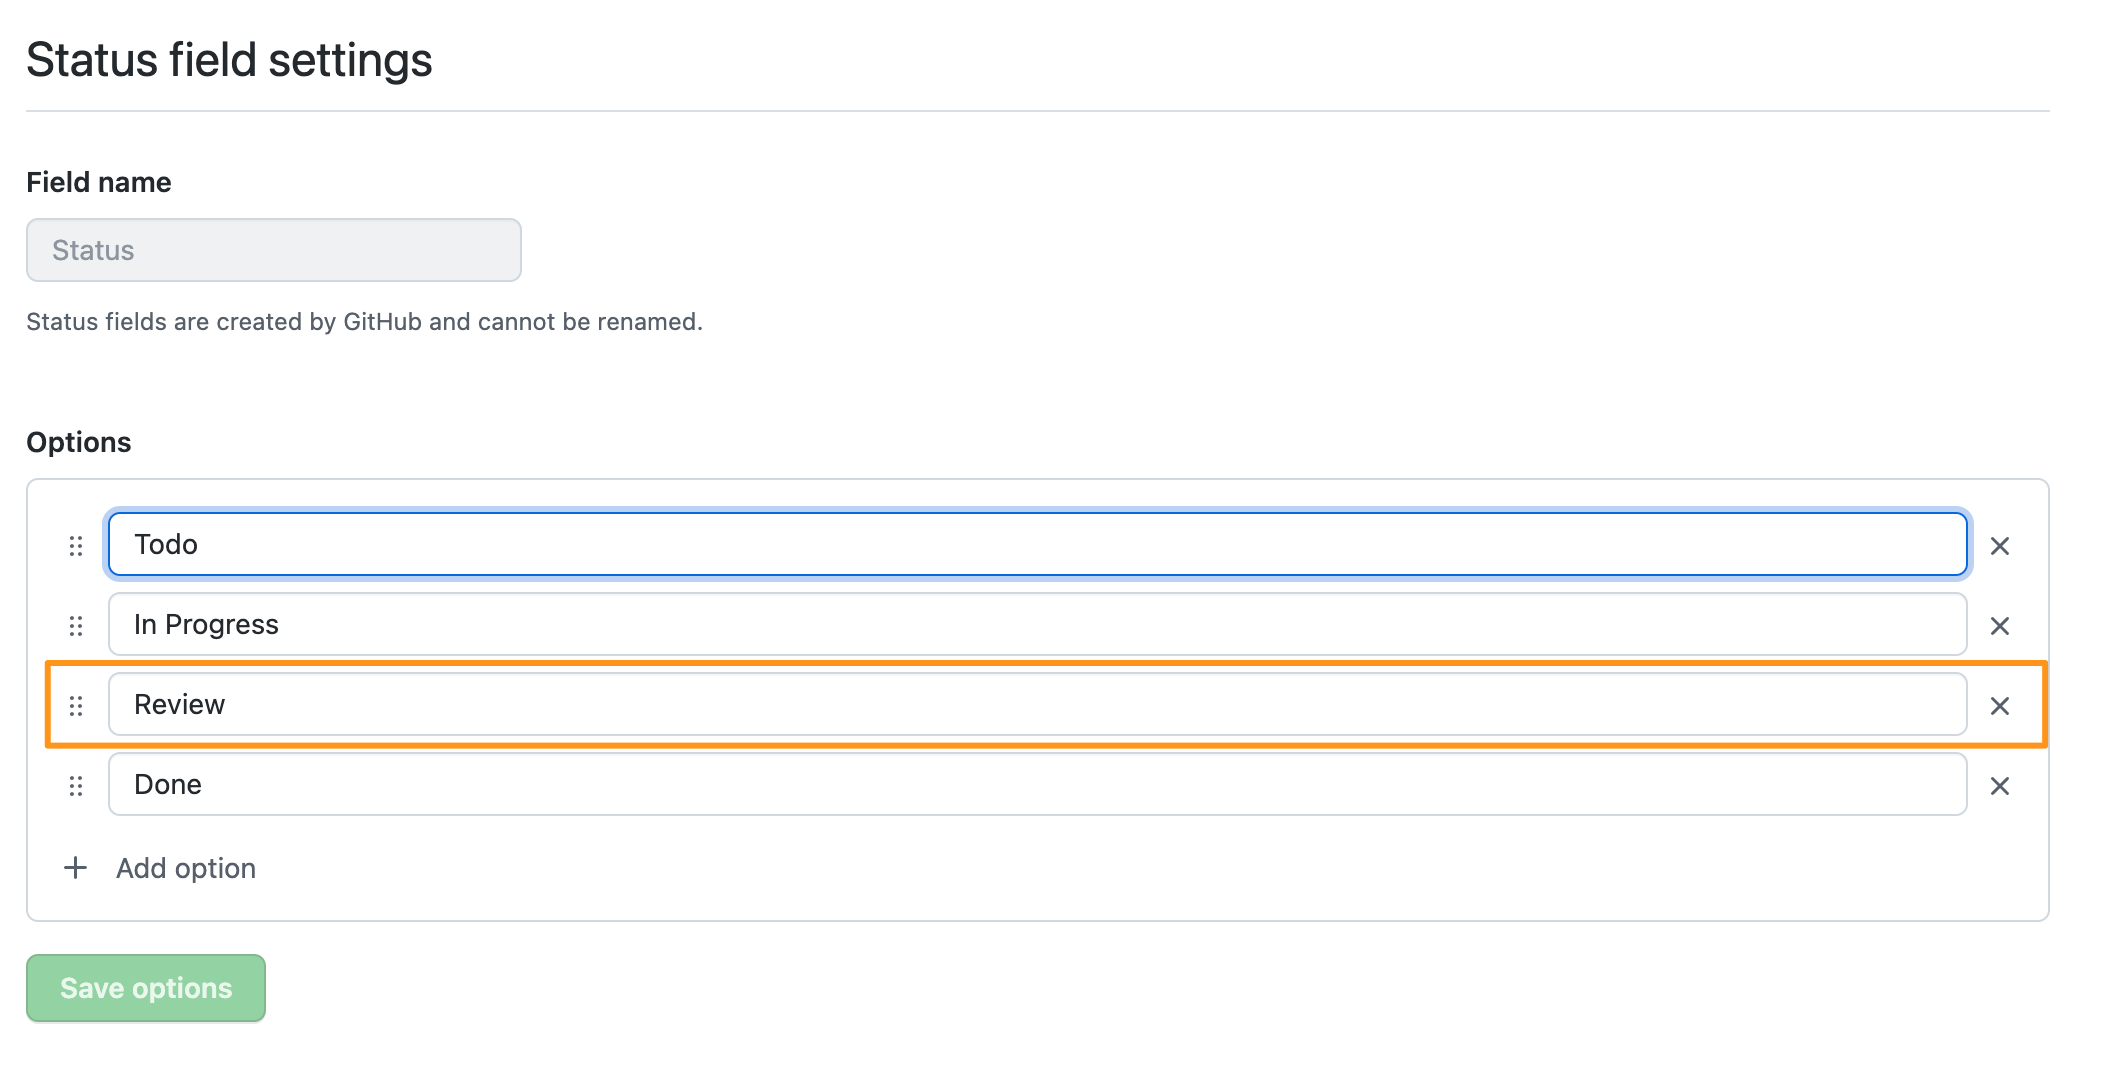 Status field settings
Field name
Status
Status fields are created by GitHub and cannot be renamed.
Options
Todo
In Progress
Review
Done
Add option
Save options